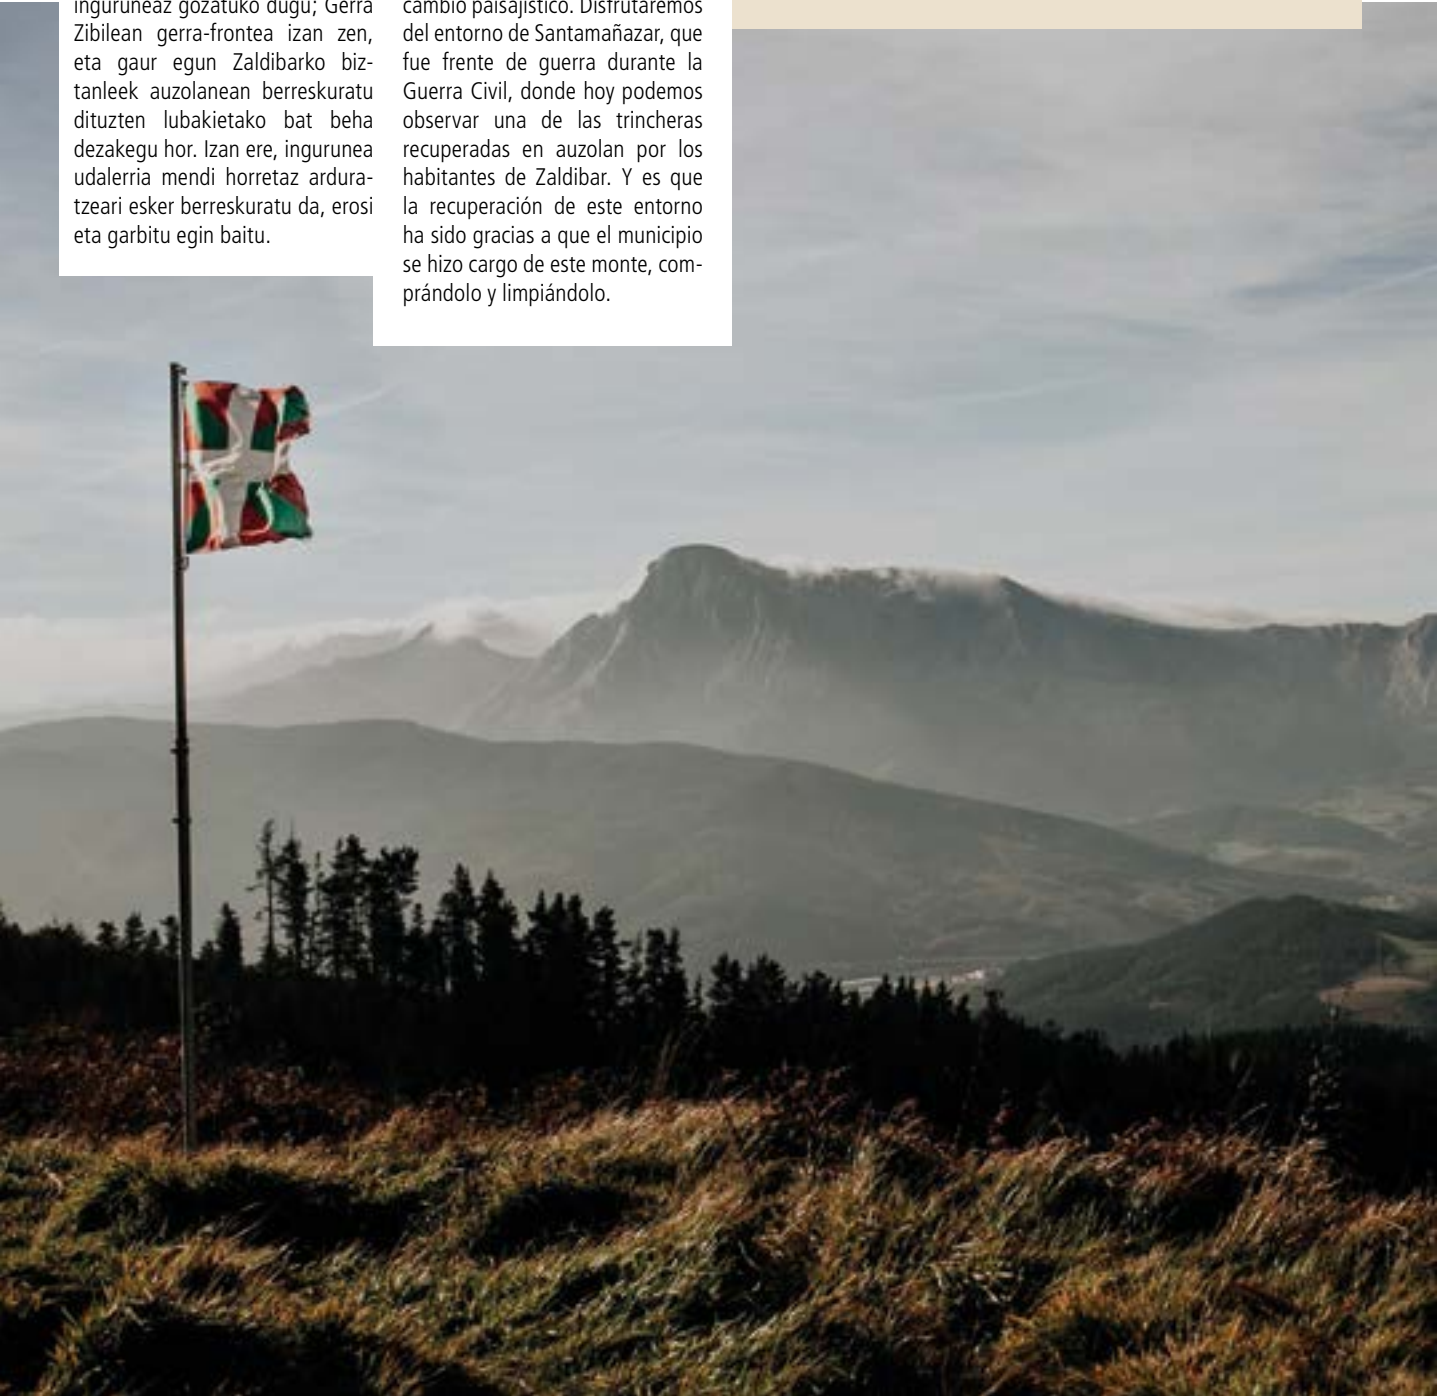 inguruneaz gozatuko dugu; Gerra
Zibilean gerra-frontea izan zen,
eta gaur egun Zaldibarko biz-
tanleek auzolanean berreskuratu
dituzten lubakietako bat beha
dezakegu hor. Izan ere, ingurunea
udalerria mendi horretaz ardura-
tzeari esker berreskuratu da, erosi
eta garbitu egin baitu.
cambio paisajístico. Disfrutaremos
del entorno de Santamañazar, que
fue frente de guerra durante la
Guerra Civil, donde hoy podemos
observar una de las trincheras
recuperadas en auzolan por los
habitantes de Zaldibar. Y es que
la recuperación de este entorno
ha sido gracias a que el municipio
se hizo cargo de este monte, com-
prándolo y limpiándolo.